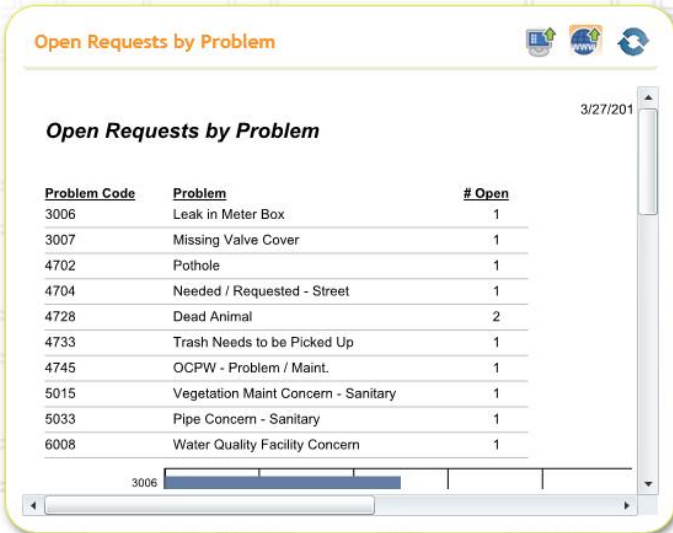 Open Requests by Problem
www
3/27/201
Open Requests by Problem
Problem Code Problem # Open
3006 Leak in Meter Box 1
3007 Missing Valve Cover 1
4702 Pothole 1
4704 Needed / Requested - Street 1
4728 Dead Animal 2
4733 Trash Needs to be Picked Up 1
4745 OCPW - Problem / Maint. 1
5015 Vegetation Maint Concern - Sanitary 1
5033 Pipe Concern - Sanitary 1
6008 Water Quality Facility Concern 1
3006